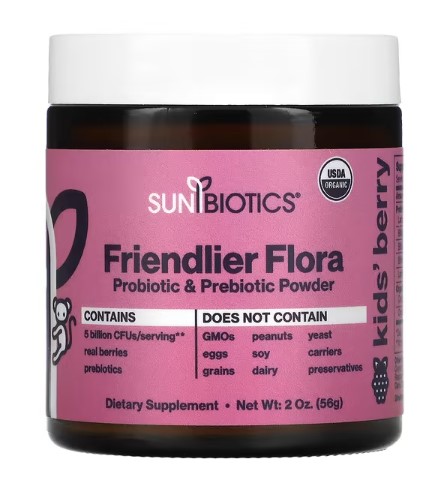 USDA
ORGANIC
SUNBIOTICS®
Friendlier Flora
Probiotic & Prebiotic Powder
CONTAINS
5 billion CFUs/serving**
real berries
prebiotics
DOES NOT CONTAIN
GMOs peanuts yeast
eggs soy carriers
grains dairy preservatives
kids' berry
Dietary Supplement • Net Wt: 2 Oz. (56g)